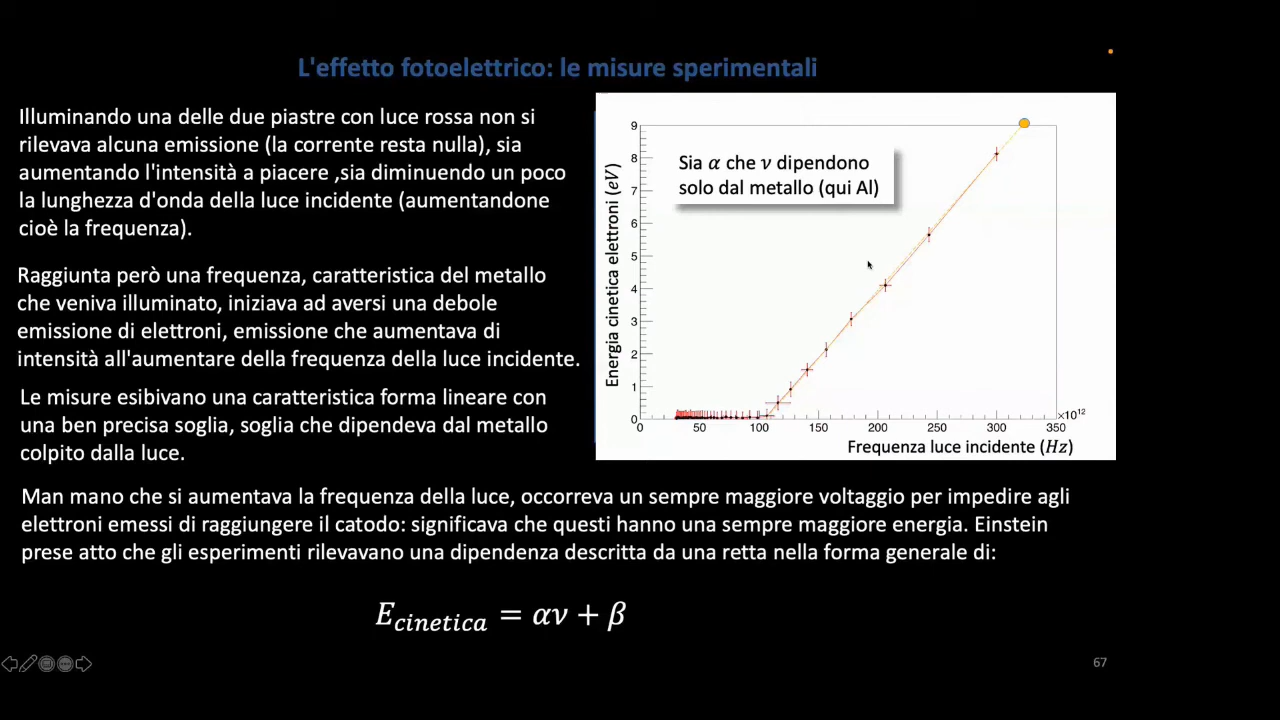 L'effetto fotoelettrico: le misure sperimentali
Illuminando una delle due piastre con luce rossa non si
rilevava alcuna emissione (la corrente resta nulla), sia
aumentando l'intensità a piacere ,sia diminuendo un poco
la lunghezza d'onda della luce incidente (aumentandone
cioè la frequenza).
Raggiunta però una frequenza, caratteristica del metallo
che veniva illuminato, iniziava ad aversi una debole
emissione di elettroni, emissione che aumentava di
intensità all'aumentare della frequenza della luce incidente.
Le misure esibivano una caratteristica forma lineare con
una ben precisa soglia, soglia che dipendeva dal metallo
colpito dalla luce.
Energia cinetica elettroni (eV)
9
8
7
6
5
4
3
2
1
0
Sia α che ν dipendono
solo dal metallo (qui Al)
0 50 100 150 200 250 300 350
×10¹²
Frequenza luce incidente (Hz)
Man mano che si aumentava la frequenza della luce, occorreva un sempre maggiore voltaggio per impedire agli
elettroni emessi di raggiungere il catodo: significava che questi hanno una sempre maggiore energia. Einstein
prese atto che gli esperimenti rilevavano una dipendenza descritta da una retta nella forma generale di:
E_cinetica = αν + β
67